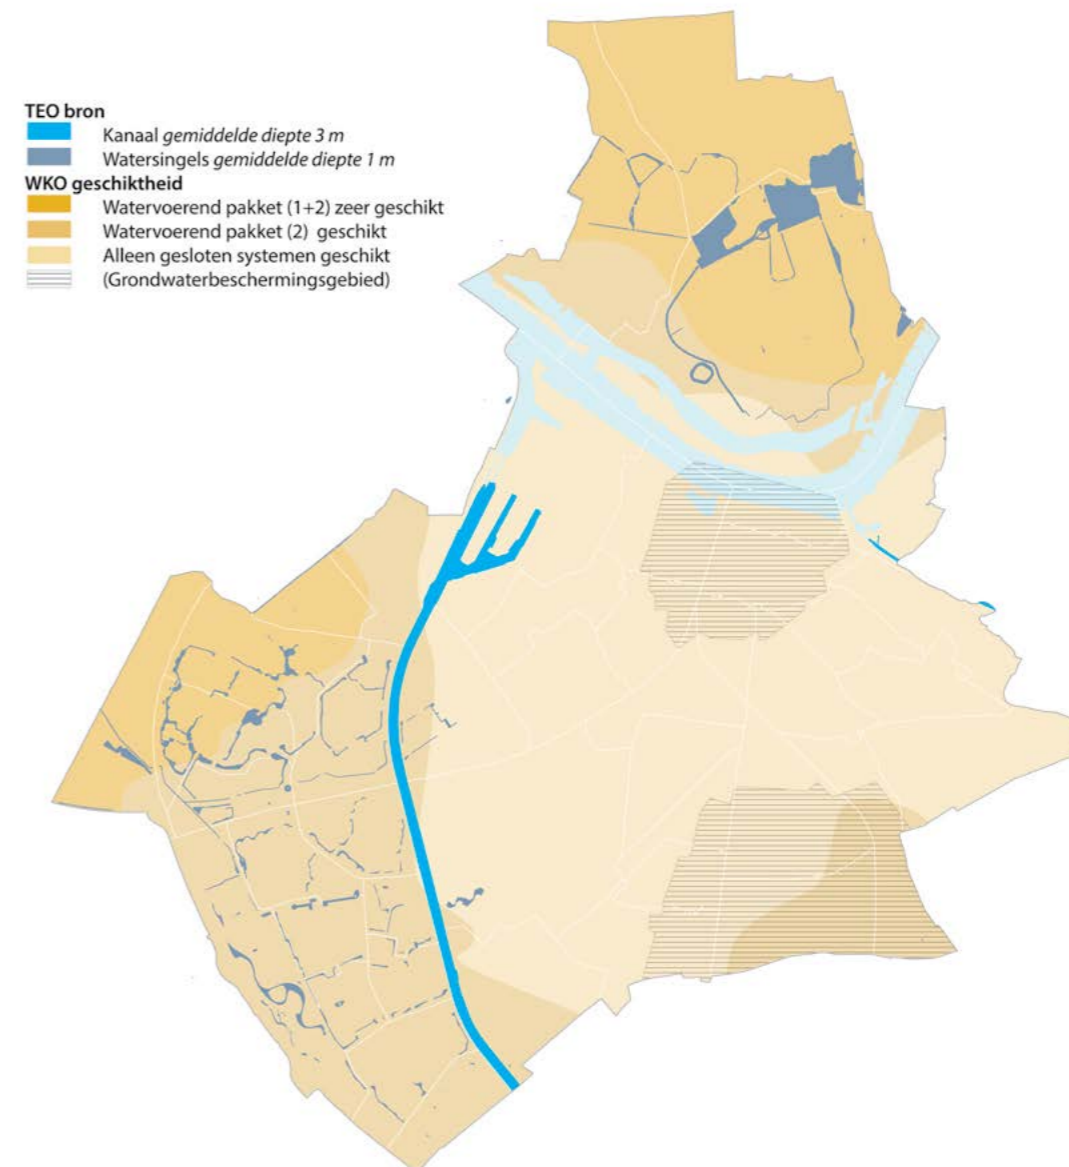 TEO bron
Kanaal gemiddelde diepte 3 m
Watersingels gemiddelde diepte 1 m
WKO geschiktheid
Watervoerend pakket (1+2) zeer geschikt
Watervoerend pakket (2) geschikt
Alleen gesloten systemen geschikt
(Grondwaterbeschermingsgebied)